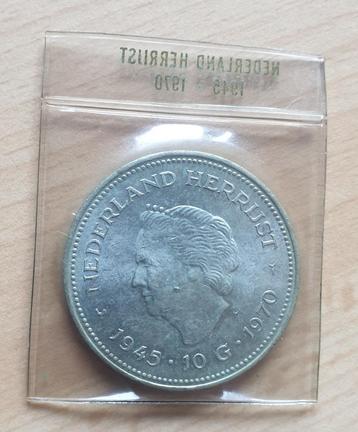 NEDERLAND HERRIJST
1945 - 1970
NEDERLAND HERRIJST
1945 · 10 G · 1970